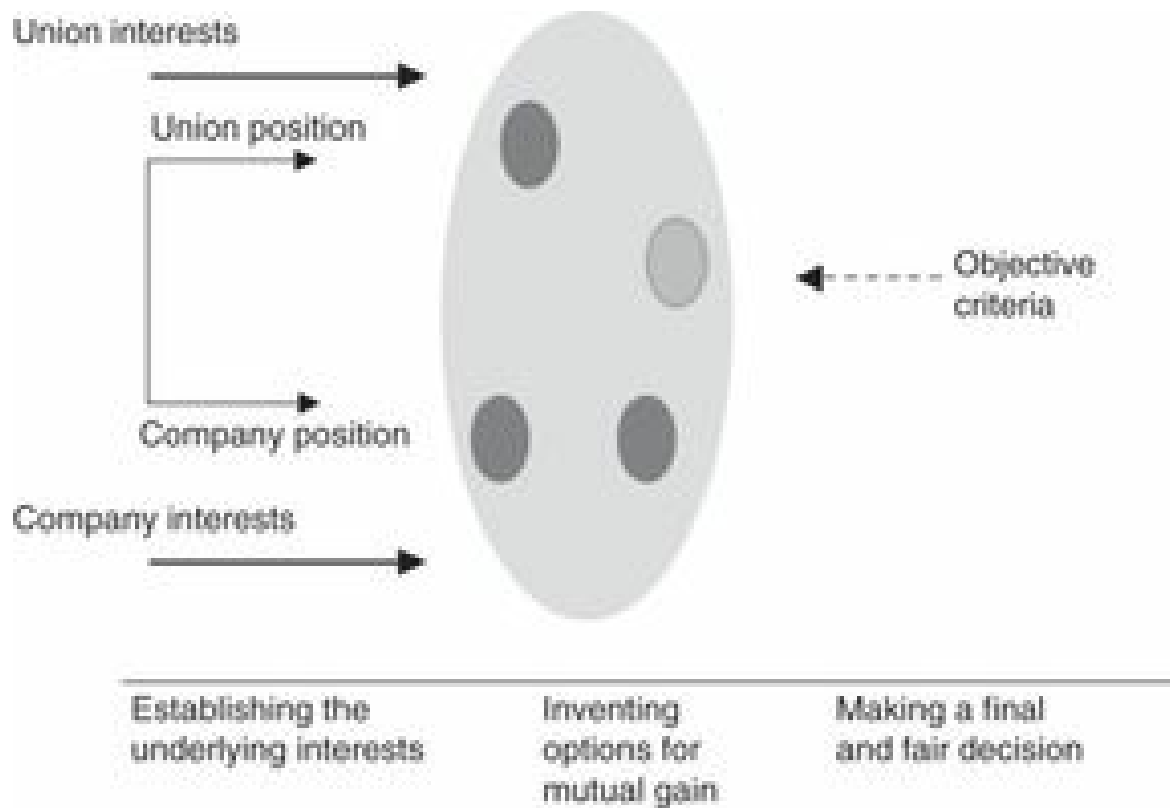 Union interests
Union position
Objective
criteria
Company position
Company interests
Establishing the
underlying interests
Inventing
options for
mutual gain
Making a final
and fair decision